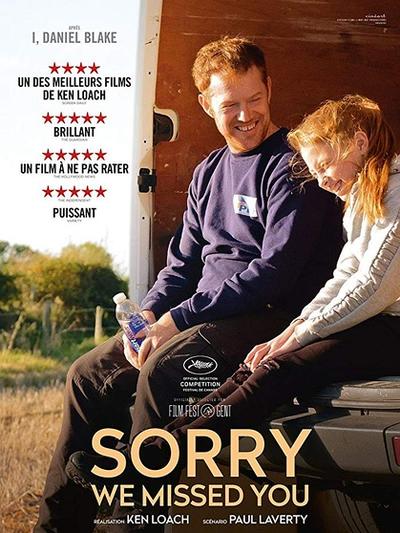 APRÈS
I, DANIEL BLAKE
UN DES MEILLEURS FILMS
DE KEN LOACH
SCREEN DAILY
BRILLANT
THE GUARDIAN
UN FILM À NE PAS RATER
THE HOLLYWOOD NEWS
THE INDEPENDENT
PUISSANT
VARIETY
cinéart
OFFICIAL SELECTION
COMPETITION
FESTIVAL DE CANNES
FILM FEST GENT
SORRY
WE MISSED YOU
RÉALISATION KEN LOACH SCÉNARIO PAUL LAVERTY